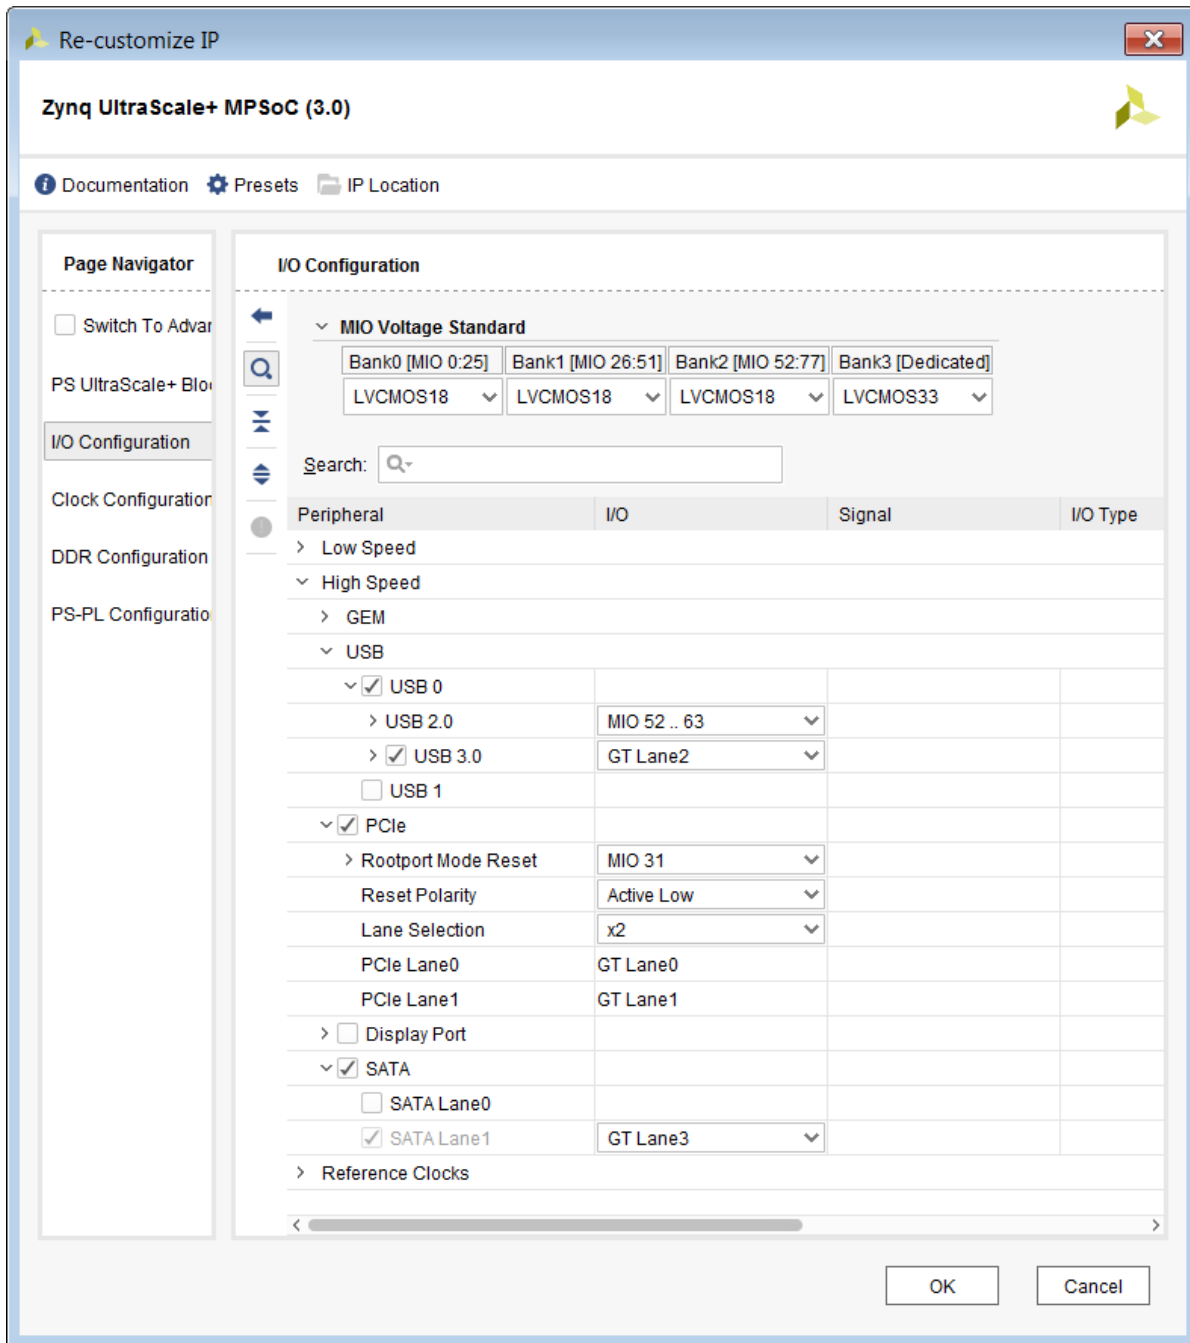 Re-customize IP
Zynq UltraScale+ MPSoC (3.0)
Documentation Presets IP Location
Page Navigator
Switch To Advar
PS UltraScale+ Blo
I/O Configuration
Clock Configuration
DDR Configuration
PS-PL Configuratio
I/O Configuration
MIO Voltage Standard
Bank0 [MIO 0:25] Bank1 [MIO 26:51] Bank2 [MIO 52:77] Bank3 [Dedicated]
LVCMOS18 LVCMOS18 LVCMOS18 LVCMOS33
Search:
Peripheral I/O Signal I/O Type
Low Speed
High Speed
GEM
USB
USB 0
USB 2.0 MIO 52 .. 63
USB 3.0 GT Lane2
USB 1
PCIe
Rootport Mode Reset MIO 31
Reset Polarity Active Low
Lane Selection x2
PCIe Lane0 GT Lane0
PCIe Lane1 GT Lane1
Display Port
SATA
SATA Lane0
SATA Lane1 GT Lane3
Reference Clocks
OK Cancel